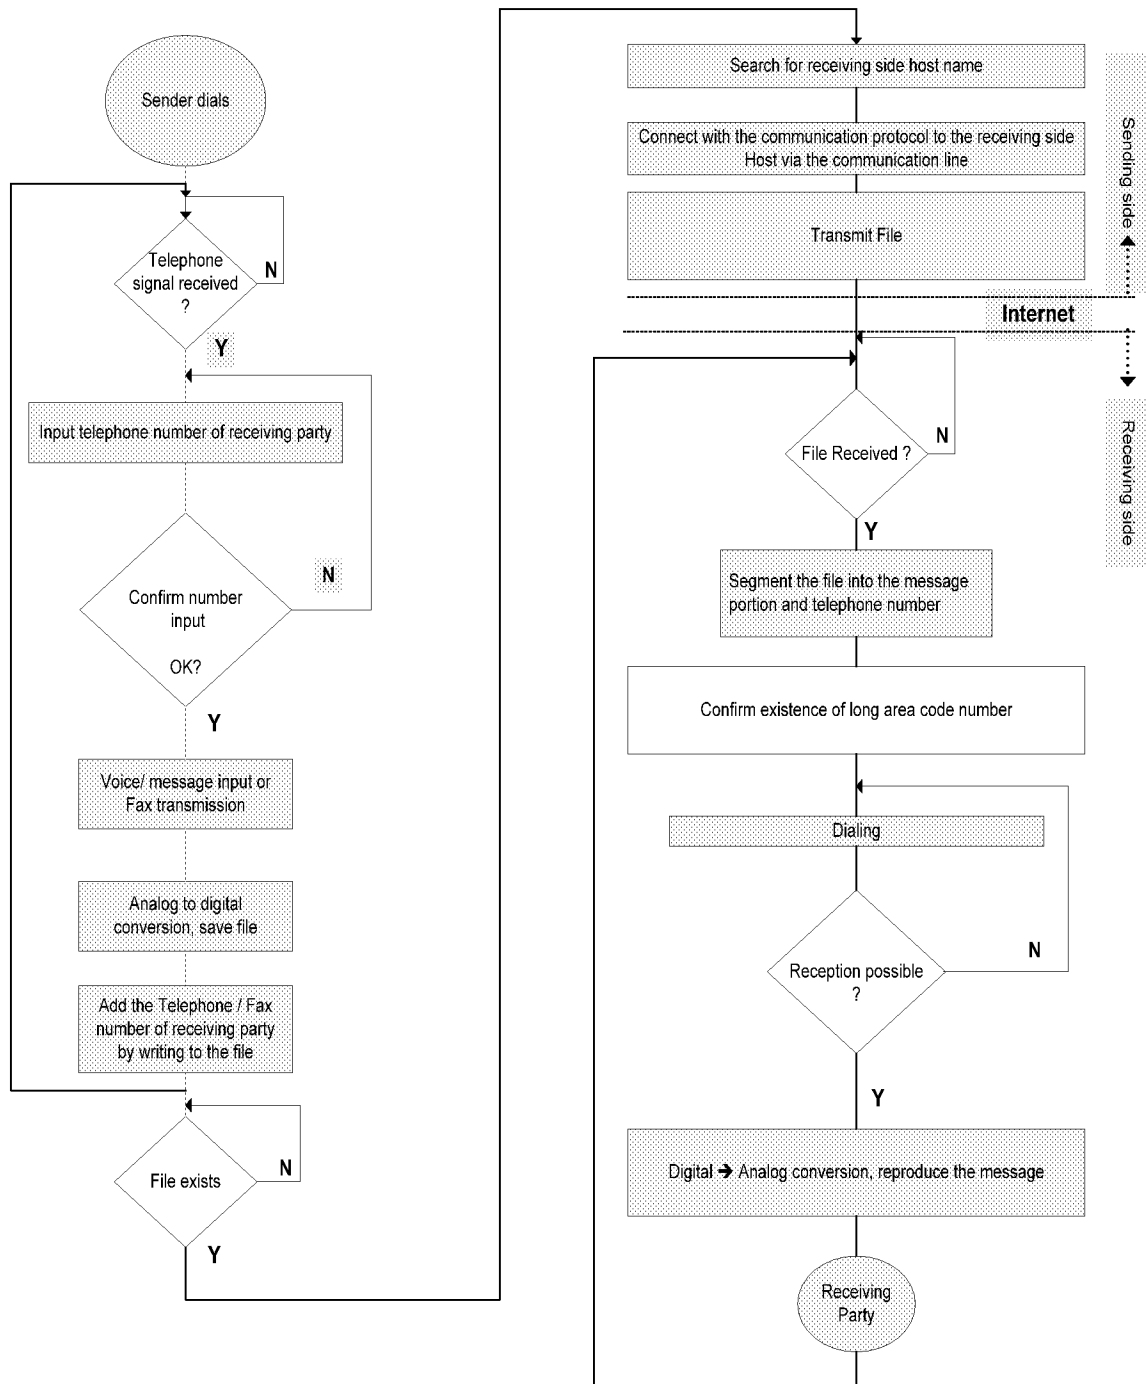 Sender dials
Telephone
signal received
?
N
Y
Input telephone number of receiving party
N
Confirm number
input
OK?
Y
Voice/ message input or
Fax transmission
Analog to digital
conversion, save file
Add the Telephone / Fax
number of receiving party
by writing to the file
File exists
N
Y
Search for receiving side host name
Connect with the communication protocol to the receiving side
Host via the communication line
Transmit File
Sending side
Internet
Receiving side
File Received ?
N
Y
Segment the file into the message
portion and telephone number
Confirm existence of long area code number
Dialing
Reception possible
?
N
Y
Digital ➔ Analog conversion, reproduce the message
Receiving
Party